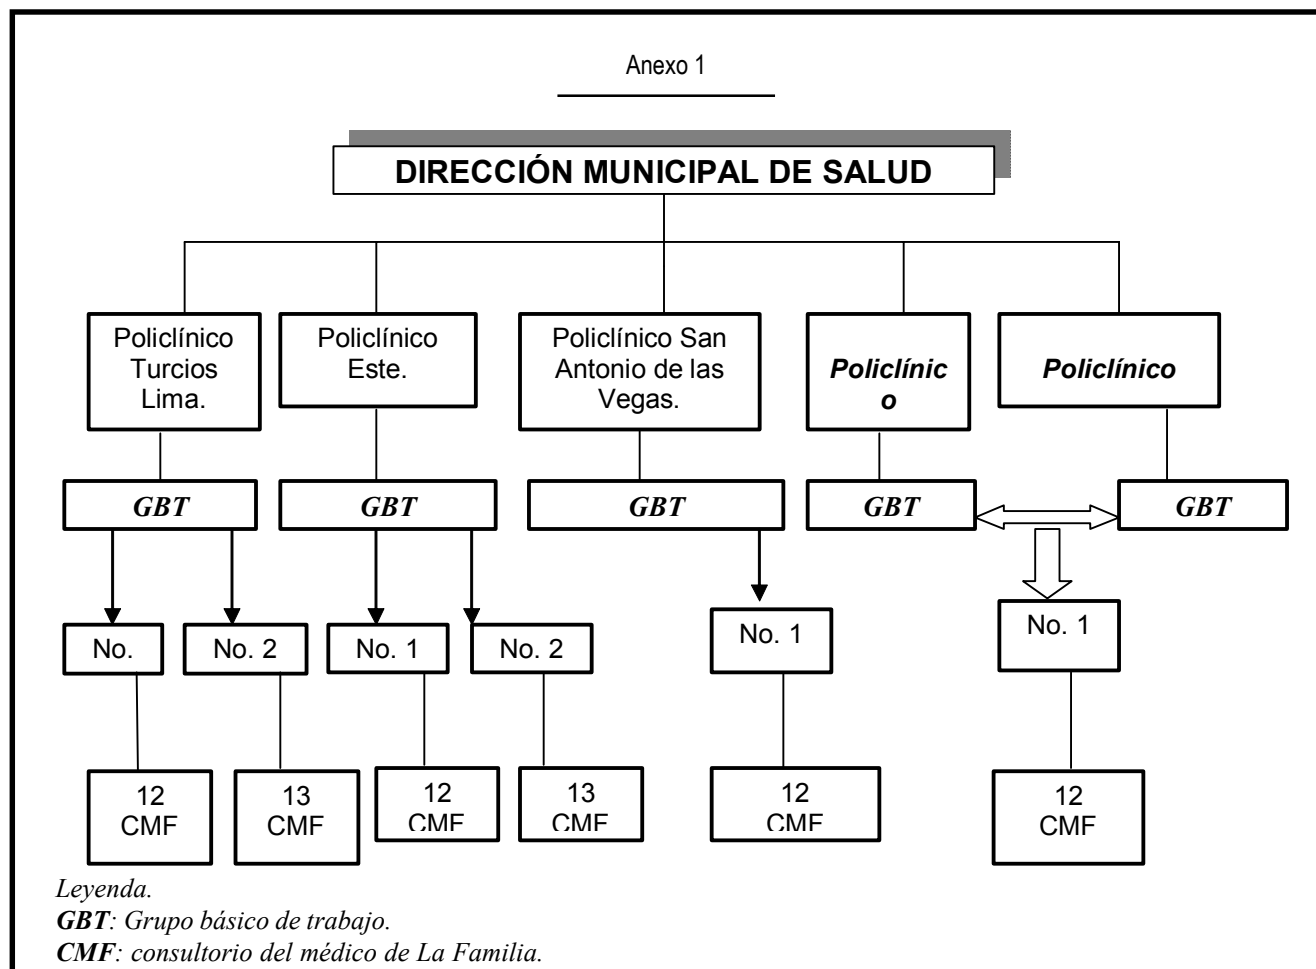 Anexo 1
DIRECCIÓN MUNICIPAL DE SALUD
Policlínico
Turcios
Lima.
Policlínico
Este.
Policlínico San
Antonio de las
Vegas.
Policlínic
o
Policlínico
GBT
GBT
GBT
GBT
GBT
No.
No. 2
No. 1
No. 2
No. 1
No. 1
12
CMF
13
CMF
12
CMF
13
CMF
12
CMF
12
CMF
Leyenda.
GBT: Grupo básico de trabajo.
CMF: consultorio del médico de La Familia.